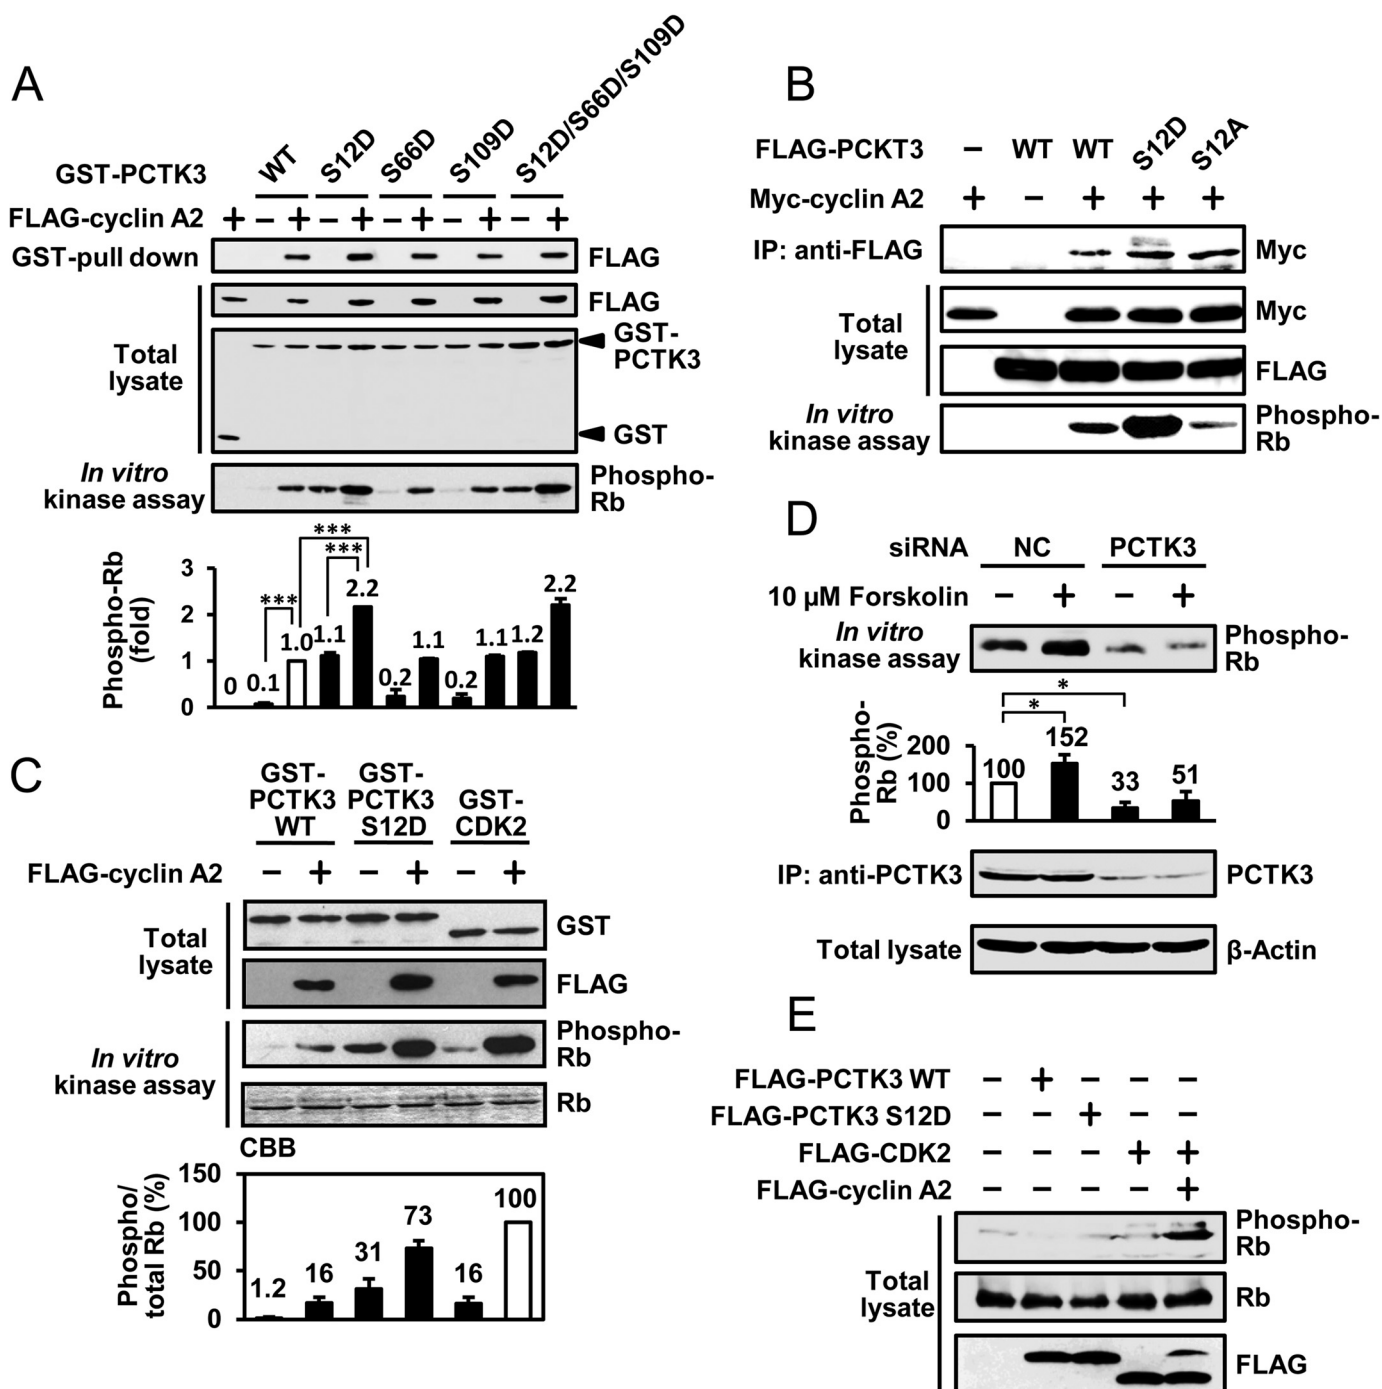 A
GST-PCTK3
WT
S12D
S66D
S109D
S12D/S66D/S109D
FLAG-cyclin A2 + − + − + − + − + − +
GST-pull down
FLAG
FLAG
Total
lysate
GST-
PCTK3
GST
In vitro
kinase assay
Phospho-
Rb
Phospho-Rb
(fold)
3
2
1
0
***
***
***
0 0.1 1.0 1.1 2.2 0.2 1.1 0.2 1.1 1.2 2.2
B
FLAG-PCKT3 − WT WT S12D S12A
Myc-cyclin A2 + − + + +
IP: anti-FLAG
Myc
Total
lysate
Myc
FLAG
In vitro
kinase assay
Phospho-
Rb
C
GST-
PCTK3
WT
GST-
PCTK3
S12D
GST-
CDK2
FLAG-cyclin A2 − + − + − +
Total
lysate
GST
FLAG
In vitro
kinase assay
Phospho-
Rb
Rb
CBB
Phospho/
total Rb (%)
150
100
50
0
1.2 16 31 73 16 100
D
siRNA NC PCTK3
10 µM Forskolin − + − +
In vitro
kinase assay
Phospho-
Rb
*
*
Phospho-
Rb (%)
200
100
0
100 152 33 51
IP: anti-PCTK3
PCTK3
Total lysate
β-Actin
E
FLAG-PCTK3 WT − + − − −
FLAG-PCTK3 S12D − − + − −
FLAG-CDK2 − − − + +
FLAG-cyclin A2 − − − − +
Total
lysate
Phospho-
Rb
Rb
FLAG